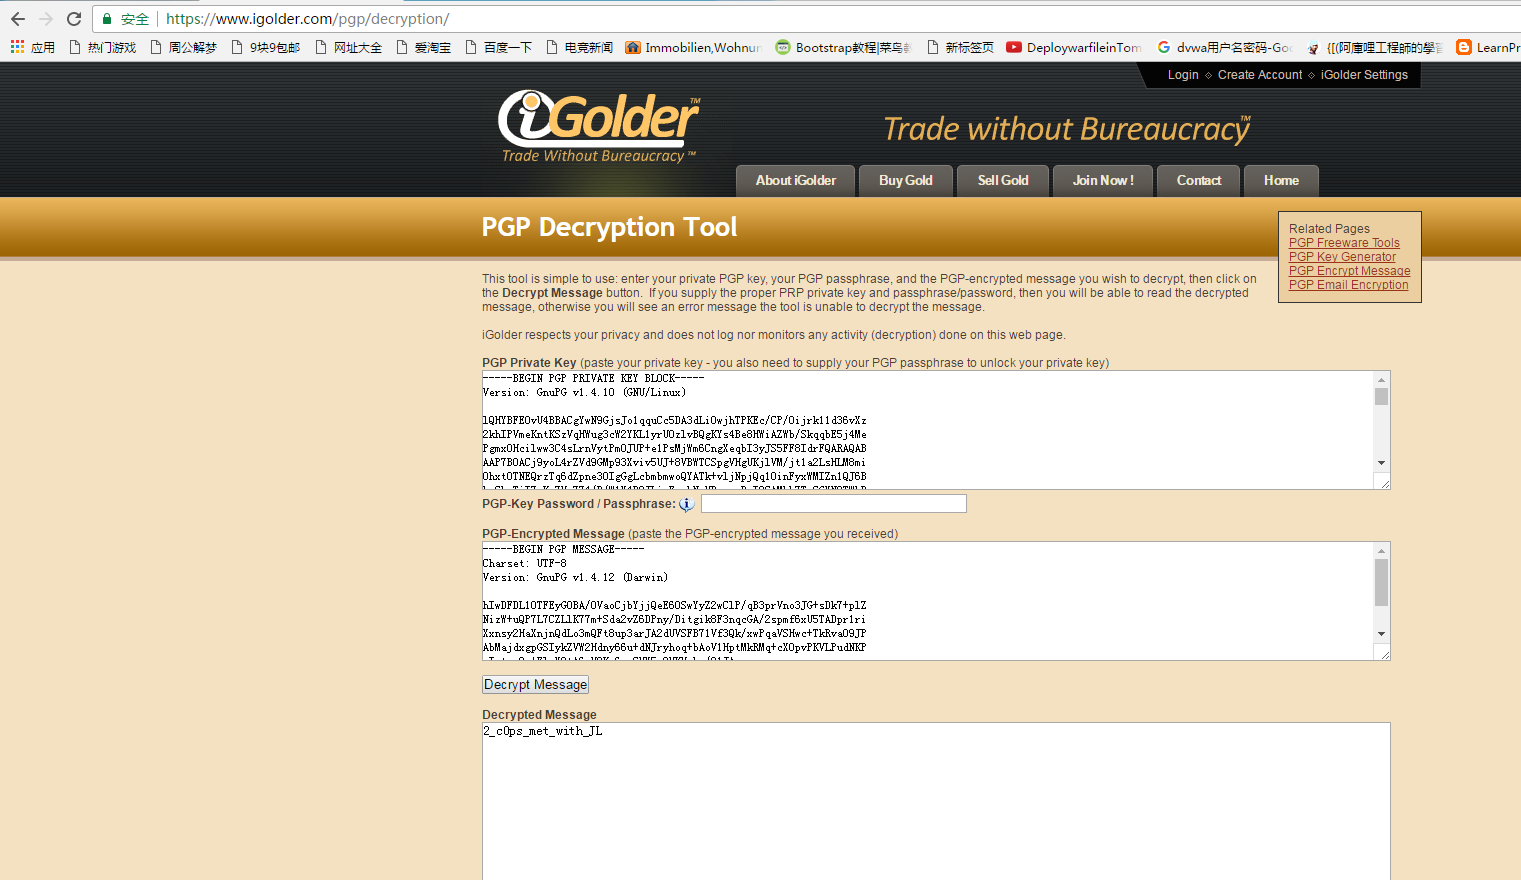 安全 | https://www.igolder.com/pgp/decryption/
应用 热门游戏 周公解梦 9块9包邮 网址大全 爱淘宝 百度一下 电竞新闻 Immobilien,Wohnun Bootstrap教程|菜鸟 新标签页 DeploywarfileinTom dvwa用户名密码-Goo {[(阿庫哩工程師的學習 LearnPr
Login ◇ Create Account ◇ iGolder Settings
iGolder™
Trade Without Bureaucracy™
Trade without Bureaucracy™
About iGolder Buy Gold Sell Gold Join Now ! Contact Home
PGP Decryption Tool
Related Pages
PGP Freeware Tools
PGP Key Generator
PGP Encrypt Message
PGP Email Encryption
This tool is simple to use: enter your private PGP key, your PGP passphrase, and the PGP-encrypted message you wish to decrypt, then click on
the Decrypt Message button. If you supply the proper PRP private key and passphrase/password, then you will be able to read the decrypted
message, otherwise you will see an error message the tool is unable to decrypt the message.
iGolder respects your privacy and does not log nor monitors any activity (decryption) done on this web page.
PGP Private Key (paste your private key - you also need to supply your PGP passphrase to unlock your private key)
-----BEGIN PGP PRIVATE KEY BLOCK-----
Version: GnuPG v1.4.10 (GNU/Linux)
lQHYBFEOvU4BBACgYwN9GjsJo1qquCc5DA3dLiOwjhTPKEc/CP/Oijrk11d36vXz
2khIPVmeKntKSzVqHWug3cW2YKL1yrUOzlvBQgKYs4Be8HWiAZWb/SkqqbE5j4Me
PgmxOHcilww3C4sLrnVytPmOJUP+e1PsMjWm6CngXeqbI3yJS5FF8IdrFQARAQAB
AAP7BOACj9yoL4rZVd9GMp93Xviv5UJ+8VBWTCSpgVHgUKjlVM/jt1a2LsHLM8mi
OhxtOTNEQrzTq6dZpne3OIgGgLcbmbmwoQYATk+vljNpjQq1OinFyxWMIZn1QJ6B
PGP-Key Password / Passphrase:
PGP-Encrypted Message (paste the PGP-encrypted message you received)
-----BEGIN PGP MESSAGE-----
Charset: UTF-8
Version: GnuPG v1.4.12 (Darwin)
hIwDFDL1OTFEyGOBA/OVaoCjbYjjQeE6OSwYyZ2wClP/qB3prVno3JG+sDk7+plZ
NizW+uQP7L7CZLlK77m+Sda2vZ6DPny/Ditgik8F3nqcGA/2spmf6xU5TADpr1ri
Xxnsy2HaXnjnQdLo3mQFt8up3arJA2dUVSFB71Vf3Qk/xwPqaVSHwc+TkRvaO9JP
AbMajdxgpGSIykZVW2Hdny66u+dNJryhoq+bAoV1HptMkRMq+cXOpvPKVLPudNKP
Decrypt Message
Decrypted Message
2_cOps_met_with_JL